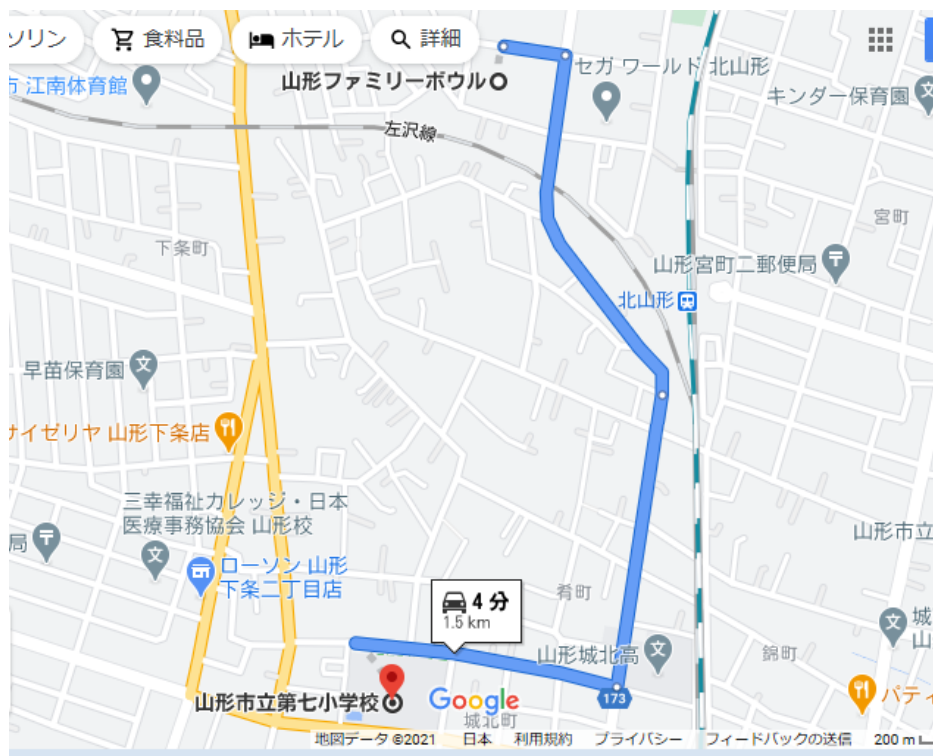 ソリン
食料品
ホテル
詳細
山形ファミリーボウル
セガ ワールド 北山形
江南体育館
キンダー保育園
左沢線
宮町
下条町
山形宮町二郵便局
北山形
早苗保育園
サイゼリヤ 山形下条店
三幸福祉カレッジ・日本
医療事務協会 山形校
局
山形市立
ローソン 山形
下条二丁目店
4 分
1.5 km
肴町
城
山
山形城北高
錦町
173
パティ
山形市立第七小学校
Google
城北町
地図データ ©2021
日本
利用規約
プライバシー
フィードバックの送信
200 m